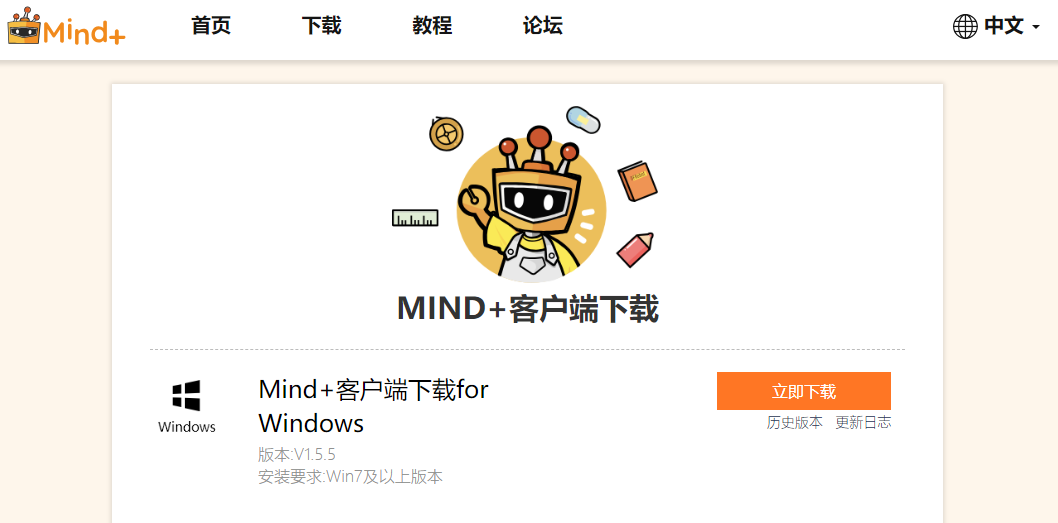 Mind+
首页 下载 教程 论坛 中文
MIND+客户端下载
Mind+客户端下载for
Windows
Windows
版本:V1.5.5
安装要求:Win7及以上版本
立即下载
历史版本 更新日志